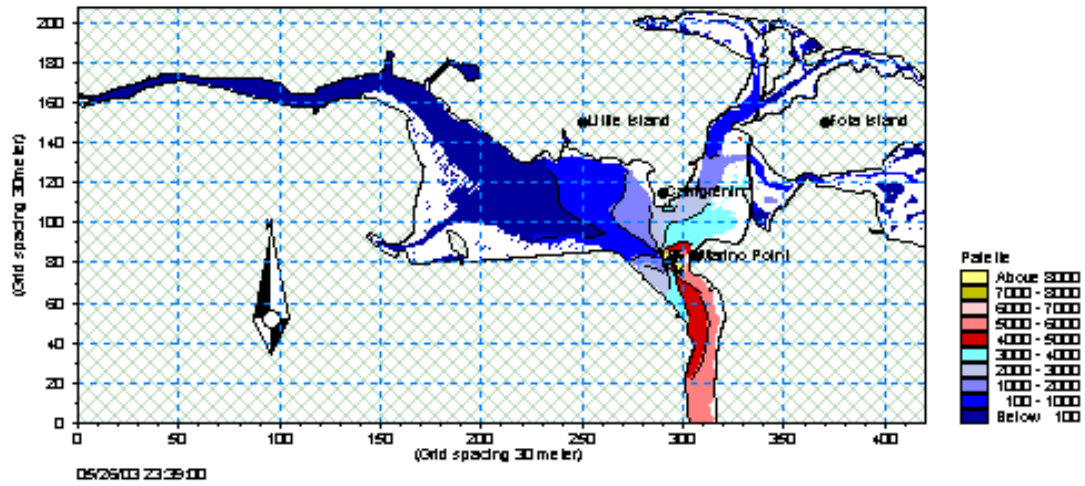 200
180
160
140
120
100
80
60
40
20
0
(Grid spacing 30 meter)
Little Island
Fota Island
Marino Point
0 50 100 150 200 250 300 350 400
(Grid spacing 30 meter)
05/26/03 23:39:00
Palette
Above 8000
7000 - 8000
6000 - 7000
5000 - 6000
4000 - 5000
3000 - 4000
2000 - 3000
1000 - 2000
100 - 1000
Below 100